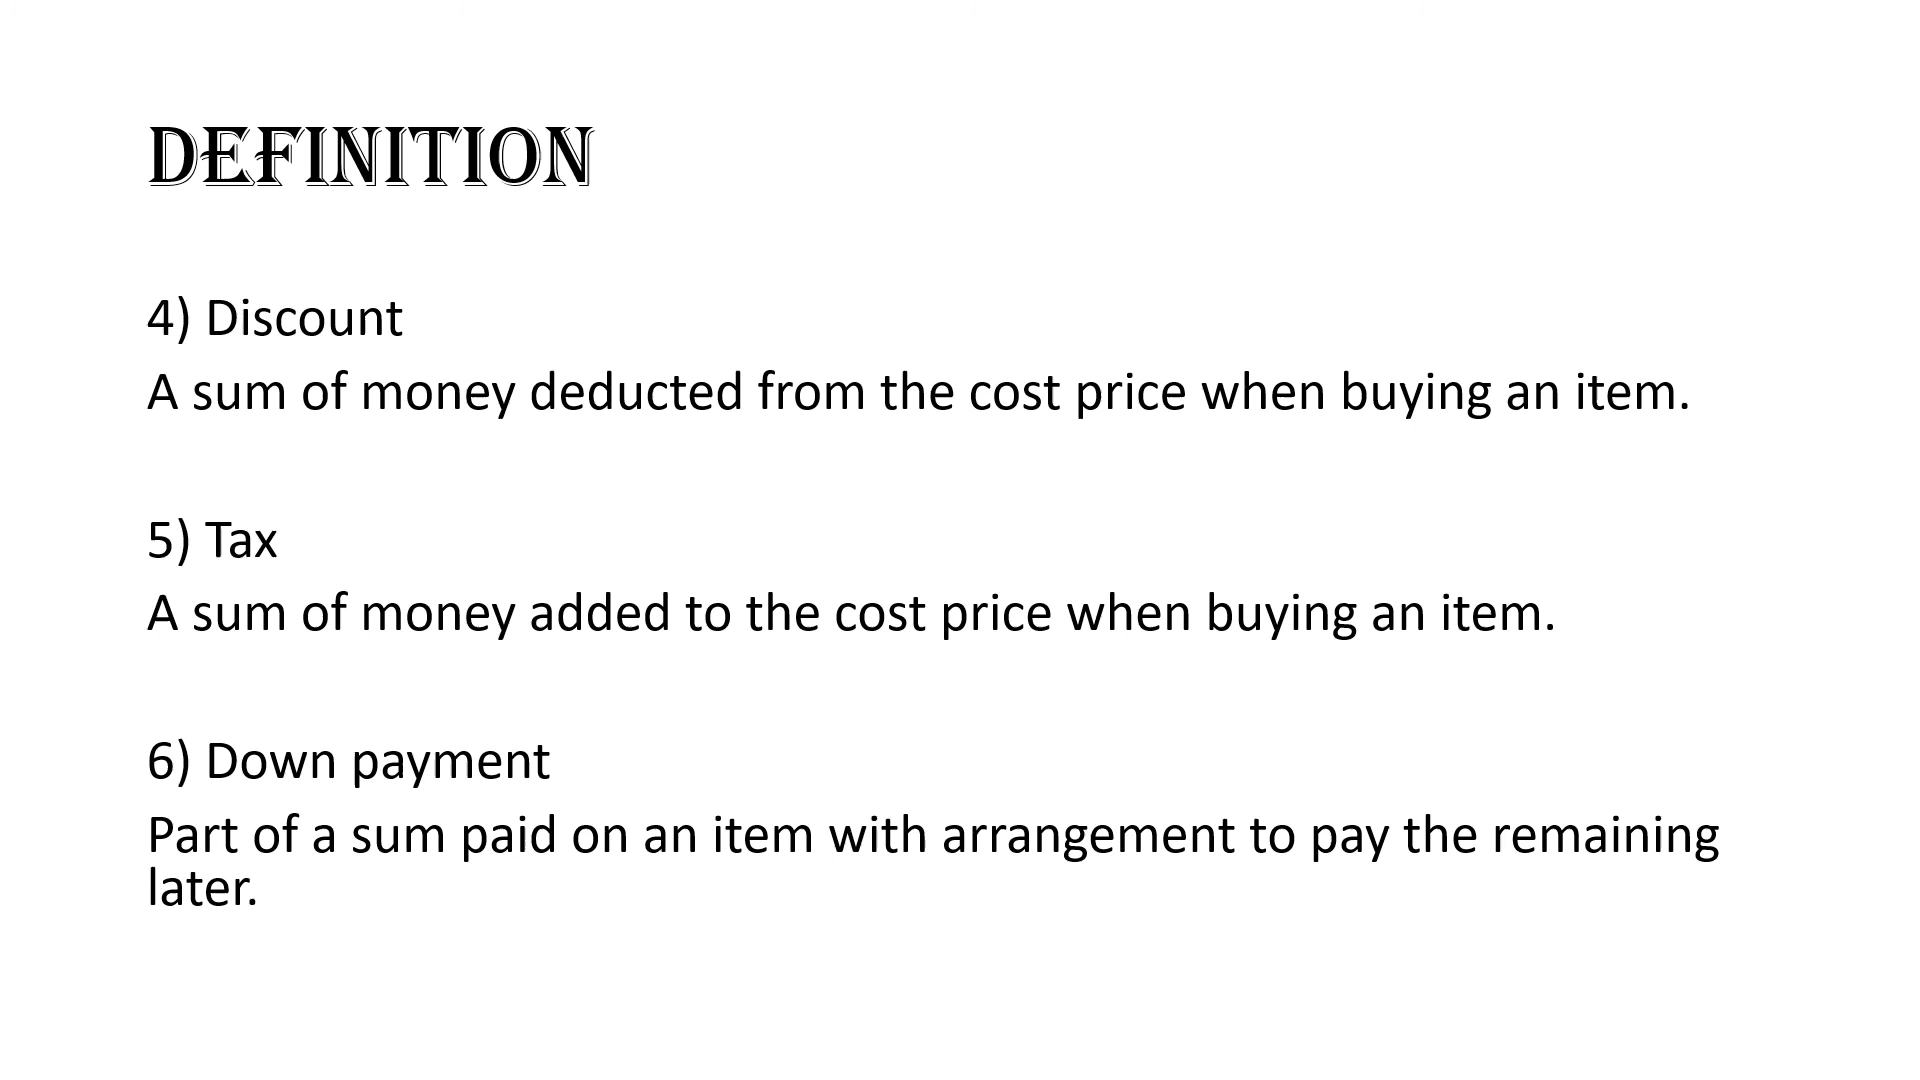 DEFINITION
4) Discount
A sum of money deducted from the cost price when buying an item.
5) Tax
A sum of money added to the cost price when buying an item.
6) Down payment
Part of a sum paid on an item with arrangement to pay the remaining
later.